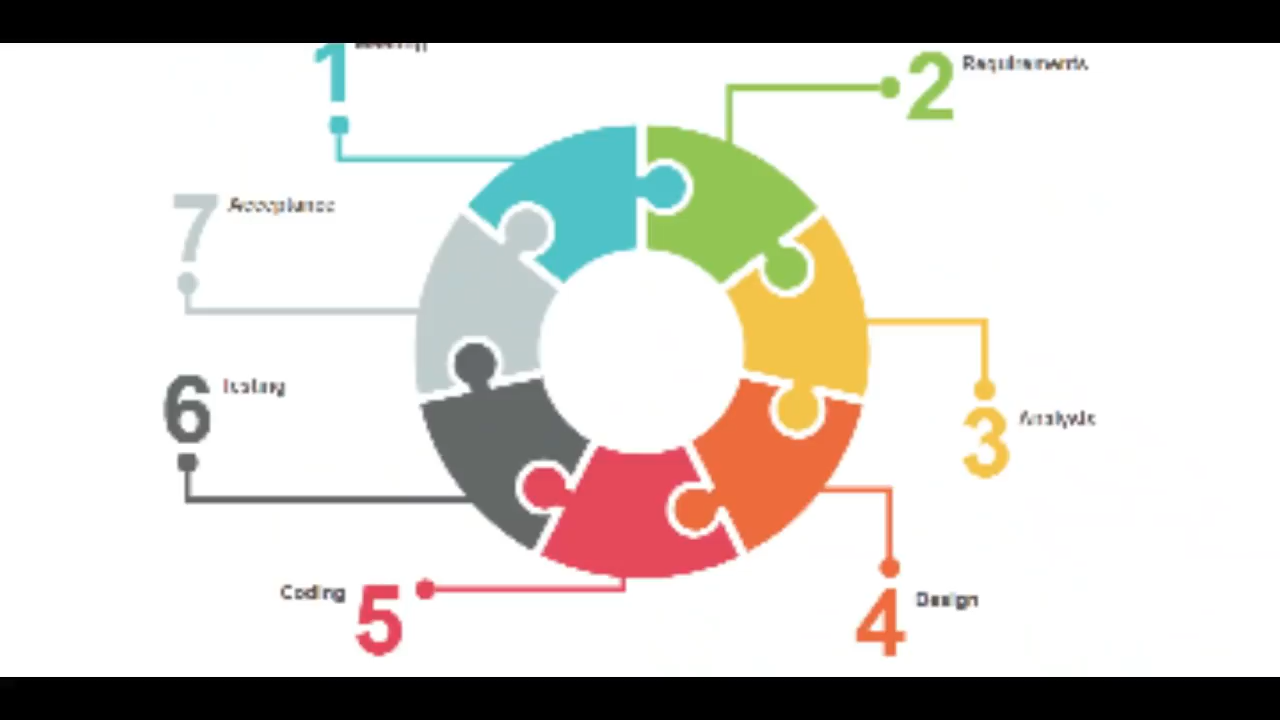 1
2 Requirements
7 Acceptance
3 Analysis
6 Testing
4 Design
5 Coding